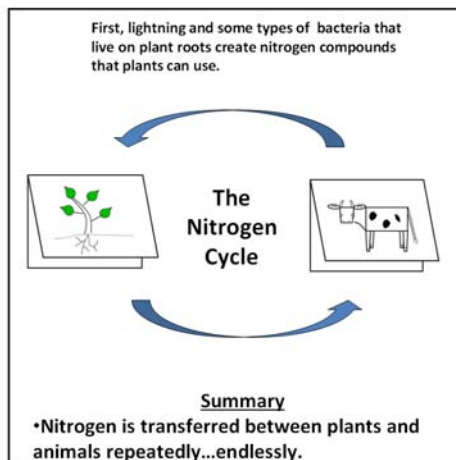 First, lightning and some types of bacteria that
live on plant roots create nitrogen compounds
that plants can use.
The
Nitrogen
Cycle
Summary
•Nitrogen is transferred between plants and
animals repeatedly...endlessly.